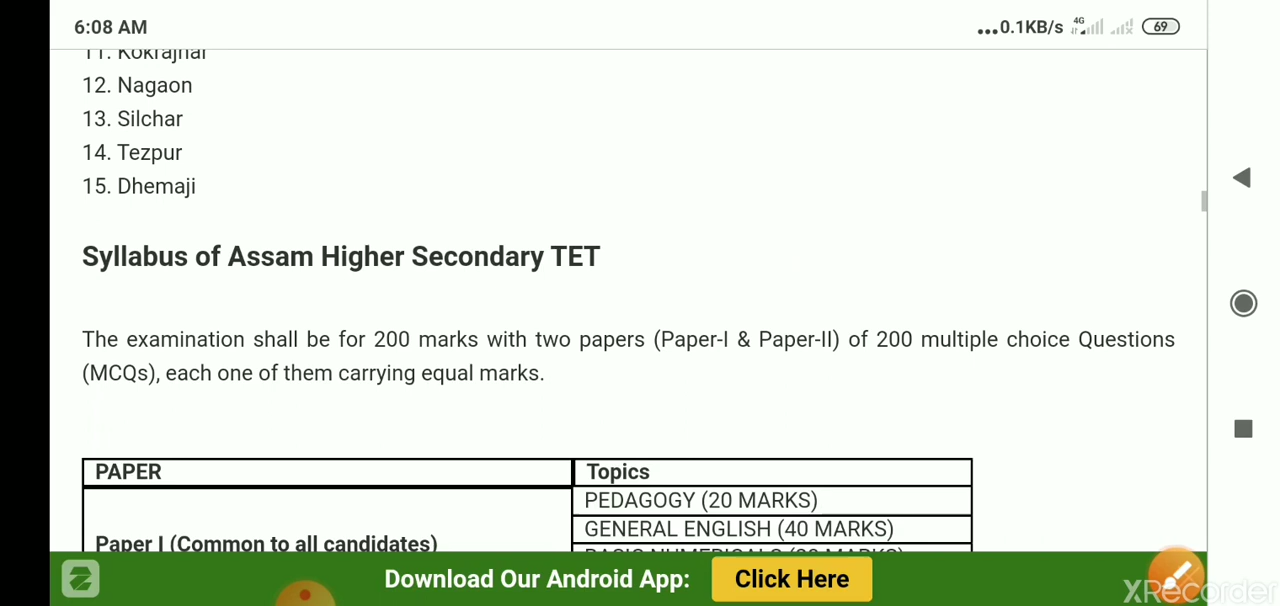 6:08 AM
...0.1KB/s 4G 69
11. Kokrajhar
12. Nagaon
13. Silchar
14. Tezpur
15. Dhemaji
Syllabus of Assam Higher Secondary TET
The examination shall be for 200 marks with two papers (Paper-I & Paper-II) of 200 multiple choice Questions
(MCQs), each one of them carrying equal marks.
PAPER
Topics
PEDAGOGY (20 MARKS)
GENERAL ENGLISH (40 MARKS)
Paper I (Common to all candidates)
Download Our Android App:
Click Here
XRecorder